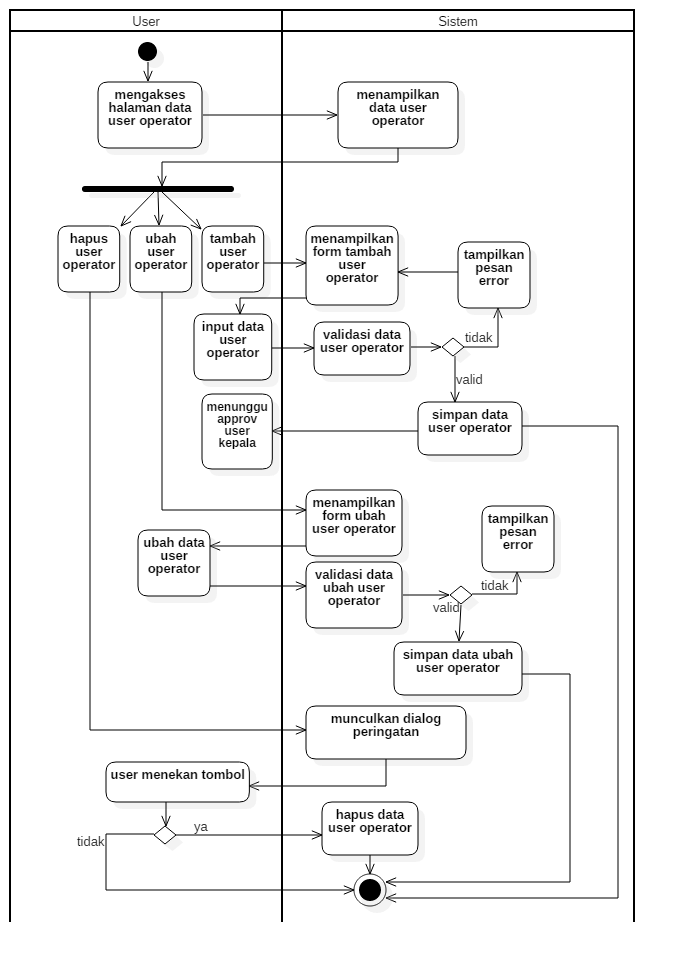 User
Sistem
mengakses
halaman data
user operator
menampilkan
data user
operator
hapus
user
operator
ubah
user
operator
tambah
user
operator
menampilkan
form tambah
user
operator
tampilkan
pesan
error
input data
user
operator
validasi data
user operator
tidak
valid
menunggu
approv
user
kepala
simpan data
user operator
menampilkan
form ubah
user operator
tampilkan
pesan
error
ubah data
user
operator
validasi data
ubah user
operator
tidak
valid
simpan data ubah
user operator
munculkan dialog
peringatan
user menekan tombol
ya
tidak
hapus data
user operator